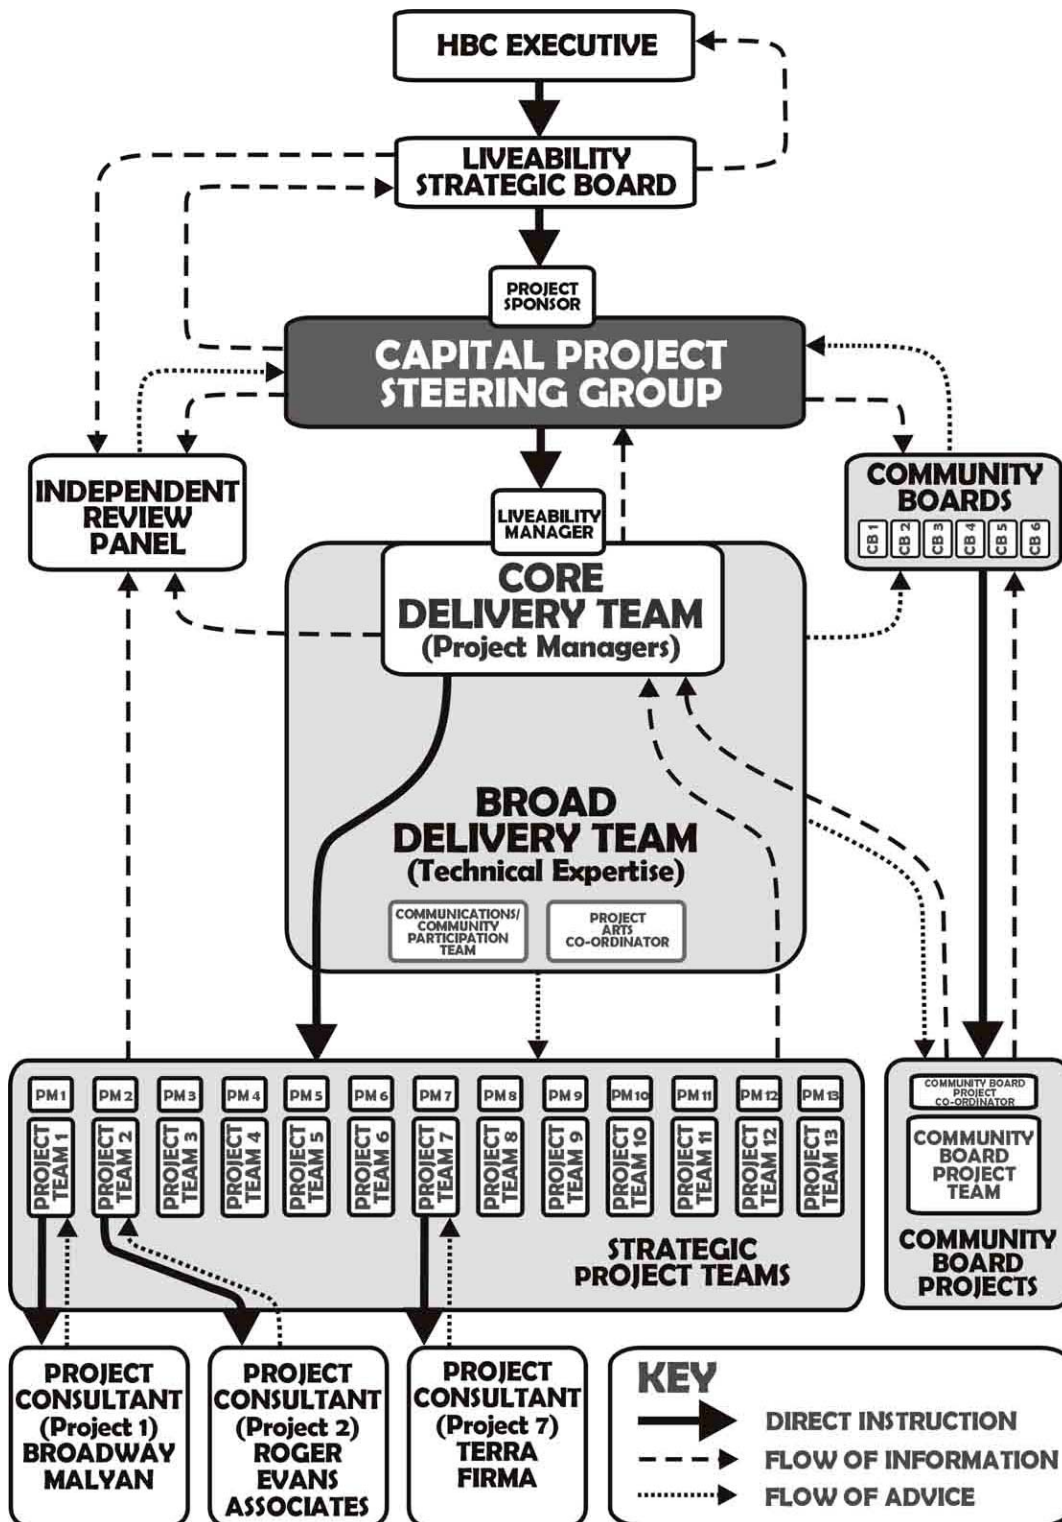 HBC EXECUTIVE
LIVEABILITY
STRATEGIC BOARD
PROJECT
SPONSOR
CAPITAL PROJECT
STEERING GROUP
INDEPENDENT
REVIEW
PANEL
LIVEABILITY
MANAGER
COMMUNITY
BOARDS
CB 1
CB 2
CB 3
CB 4
CB 5
CB 6
CORE
DELIVERY TEAM
(Project Managers)
BROAD
DELIVERY TEAM
(Technical Expertise)
COMMUNICATIONS/
COMMUNITY
PARTICIPATION
TEAM
PROJECT
ARTS
CO-ORDINATOR
PM 1
PM 2
PM 3
PM 4
PM 5
PM 6
PM 7
PM 8
PM 9
PM 10
PM 11
PM 12
PM 13
PROJECT
TEAM 1
PROJECT
TEAM 2
PROJECT
TEAM 3
PROJECT
TEAM 4
PROJECT
TEAM 5
PROJECT
TEAM 6
PROJECT
TEAM 7
PROJECT
TEAM 8
PROJECT
TEAM 9
PROJECT
TEAM 10
PROJECT
TEAM 11
PROJECT
TEAM 12
PROJECT
TEAM 13
STRATEGIC
PROJECT TEAMS
COMMUNITY BOARD
PROJECT
CO-ORDINATOR
COMMUNITY
BOARD
PROJECT
TEAM
COMMUNITY
BOARD
PROJECTS
PROJECT
CONSULTANT
(Project 1)
BROADWAY
MALYAN
PROJECT
CONSULTANT
(Project 2)
ROGER
EVANS
ASSOCIATES
PROJECT
CONSULTANT
(Project 7)
TERRA
FIRMA
KEY
DIRECT INSTRUCTION
FLOW OF INFORMATION
FLOW OF ADVICE